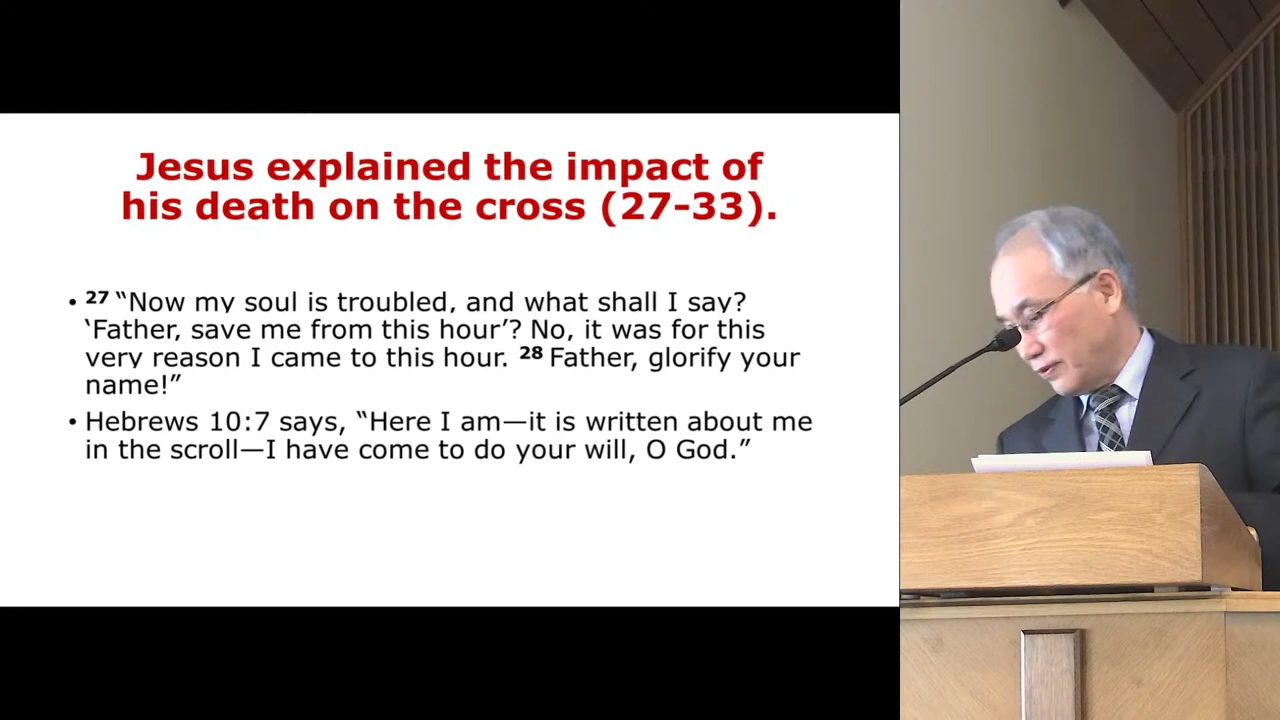 Jesus explained the impact of
his death on the cross (27-33).
• 27 “Now my soul is troubled, and what shall I say?
‘Father, save me from this hour’? No, it was for this
very reason I came to this hour. 28 Father, glorify your
name!”
• Hebrews 10:7 says, “Here I am—it is written about me
in the scroll—I have come to do your will, O God.”